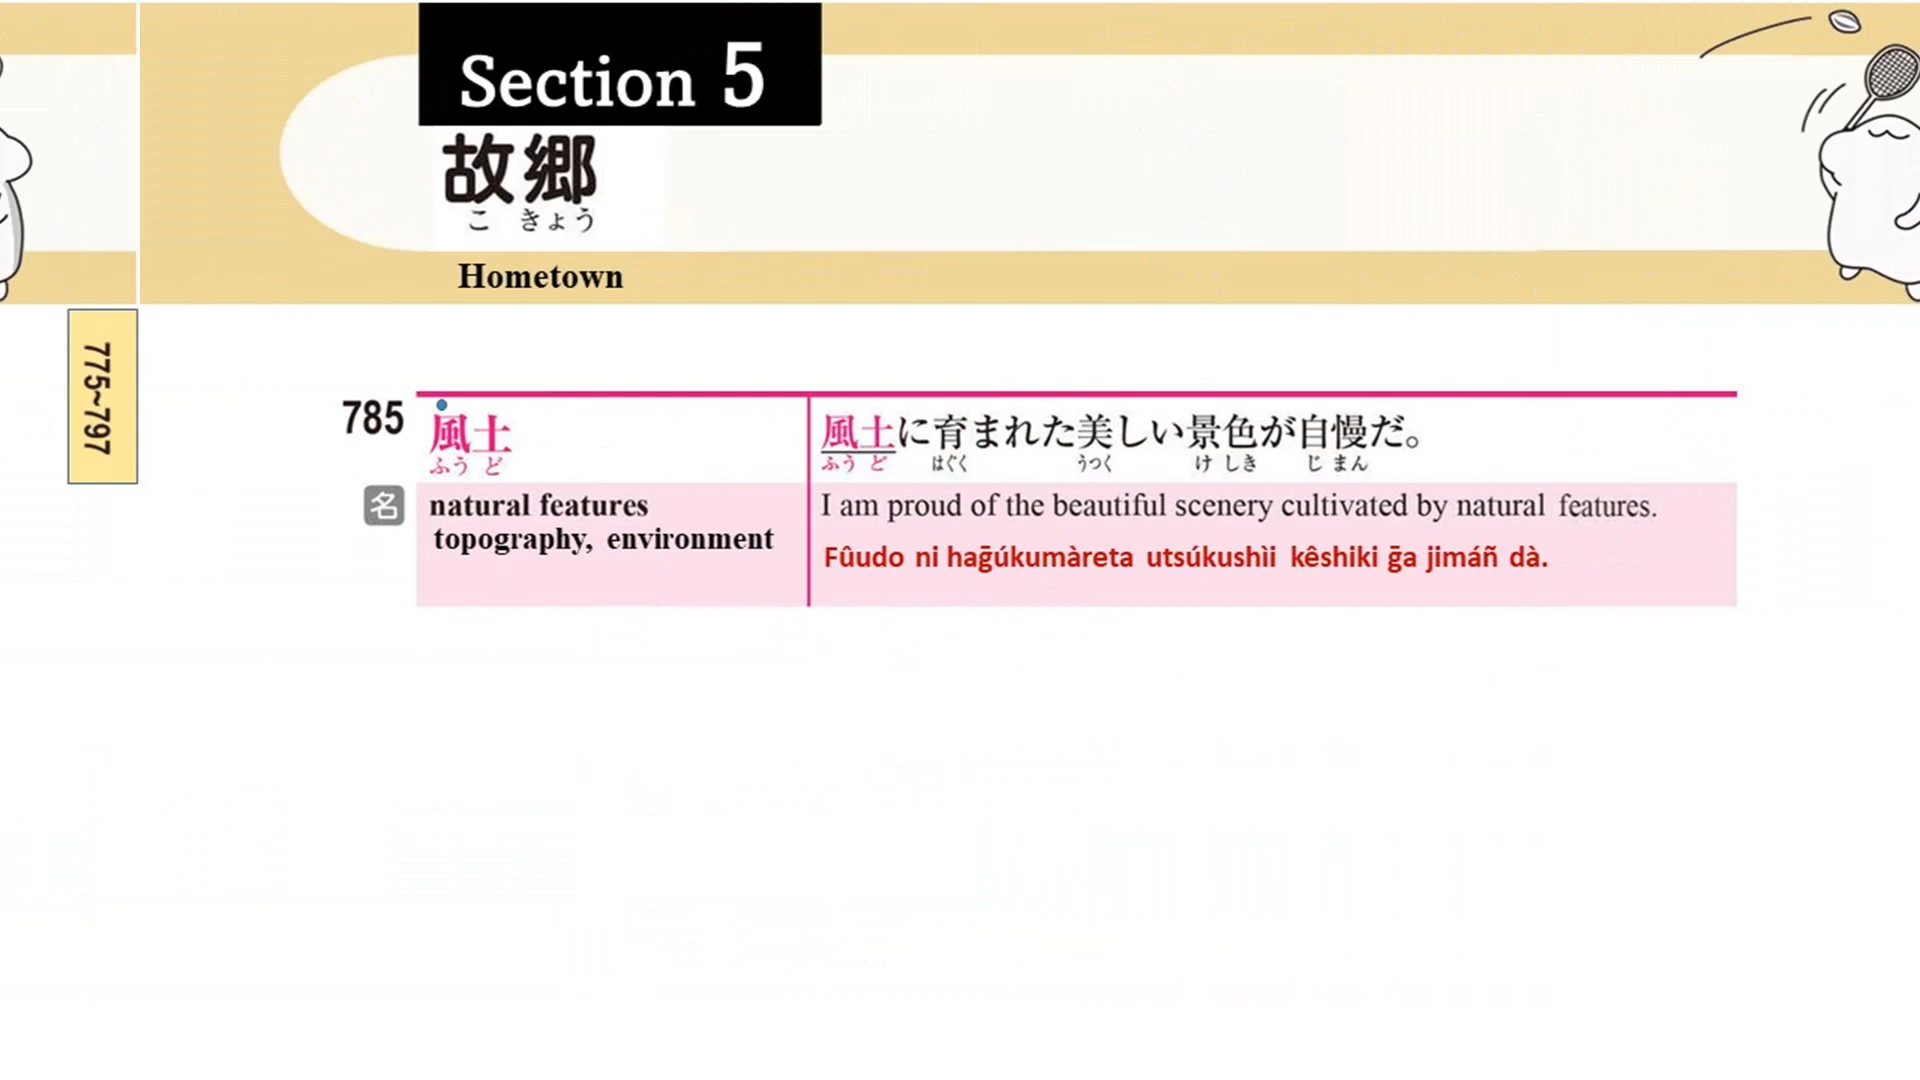 Section 5
故郷
こ きょう
Hometown
775~797
785
風土
ふう ど
名
natural features
topography, environment
風土に育まれた美しい景色が自慢だ。
ふう ど はぐく うつく け しき じ まん
I am proud of the beautiful scenery cultivated by natural features.
Fûudo ni haḡúkumàreta utsúkushìi kêshiki ḡa jimáñ dà.